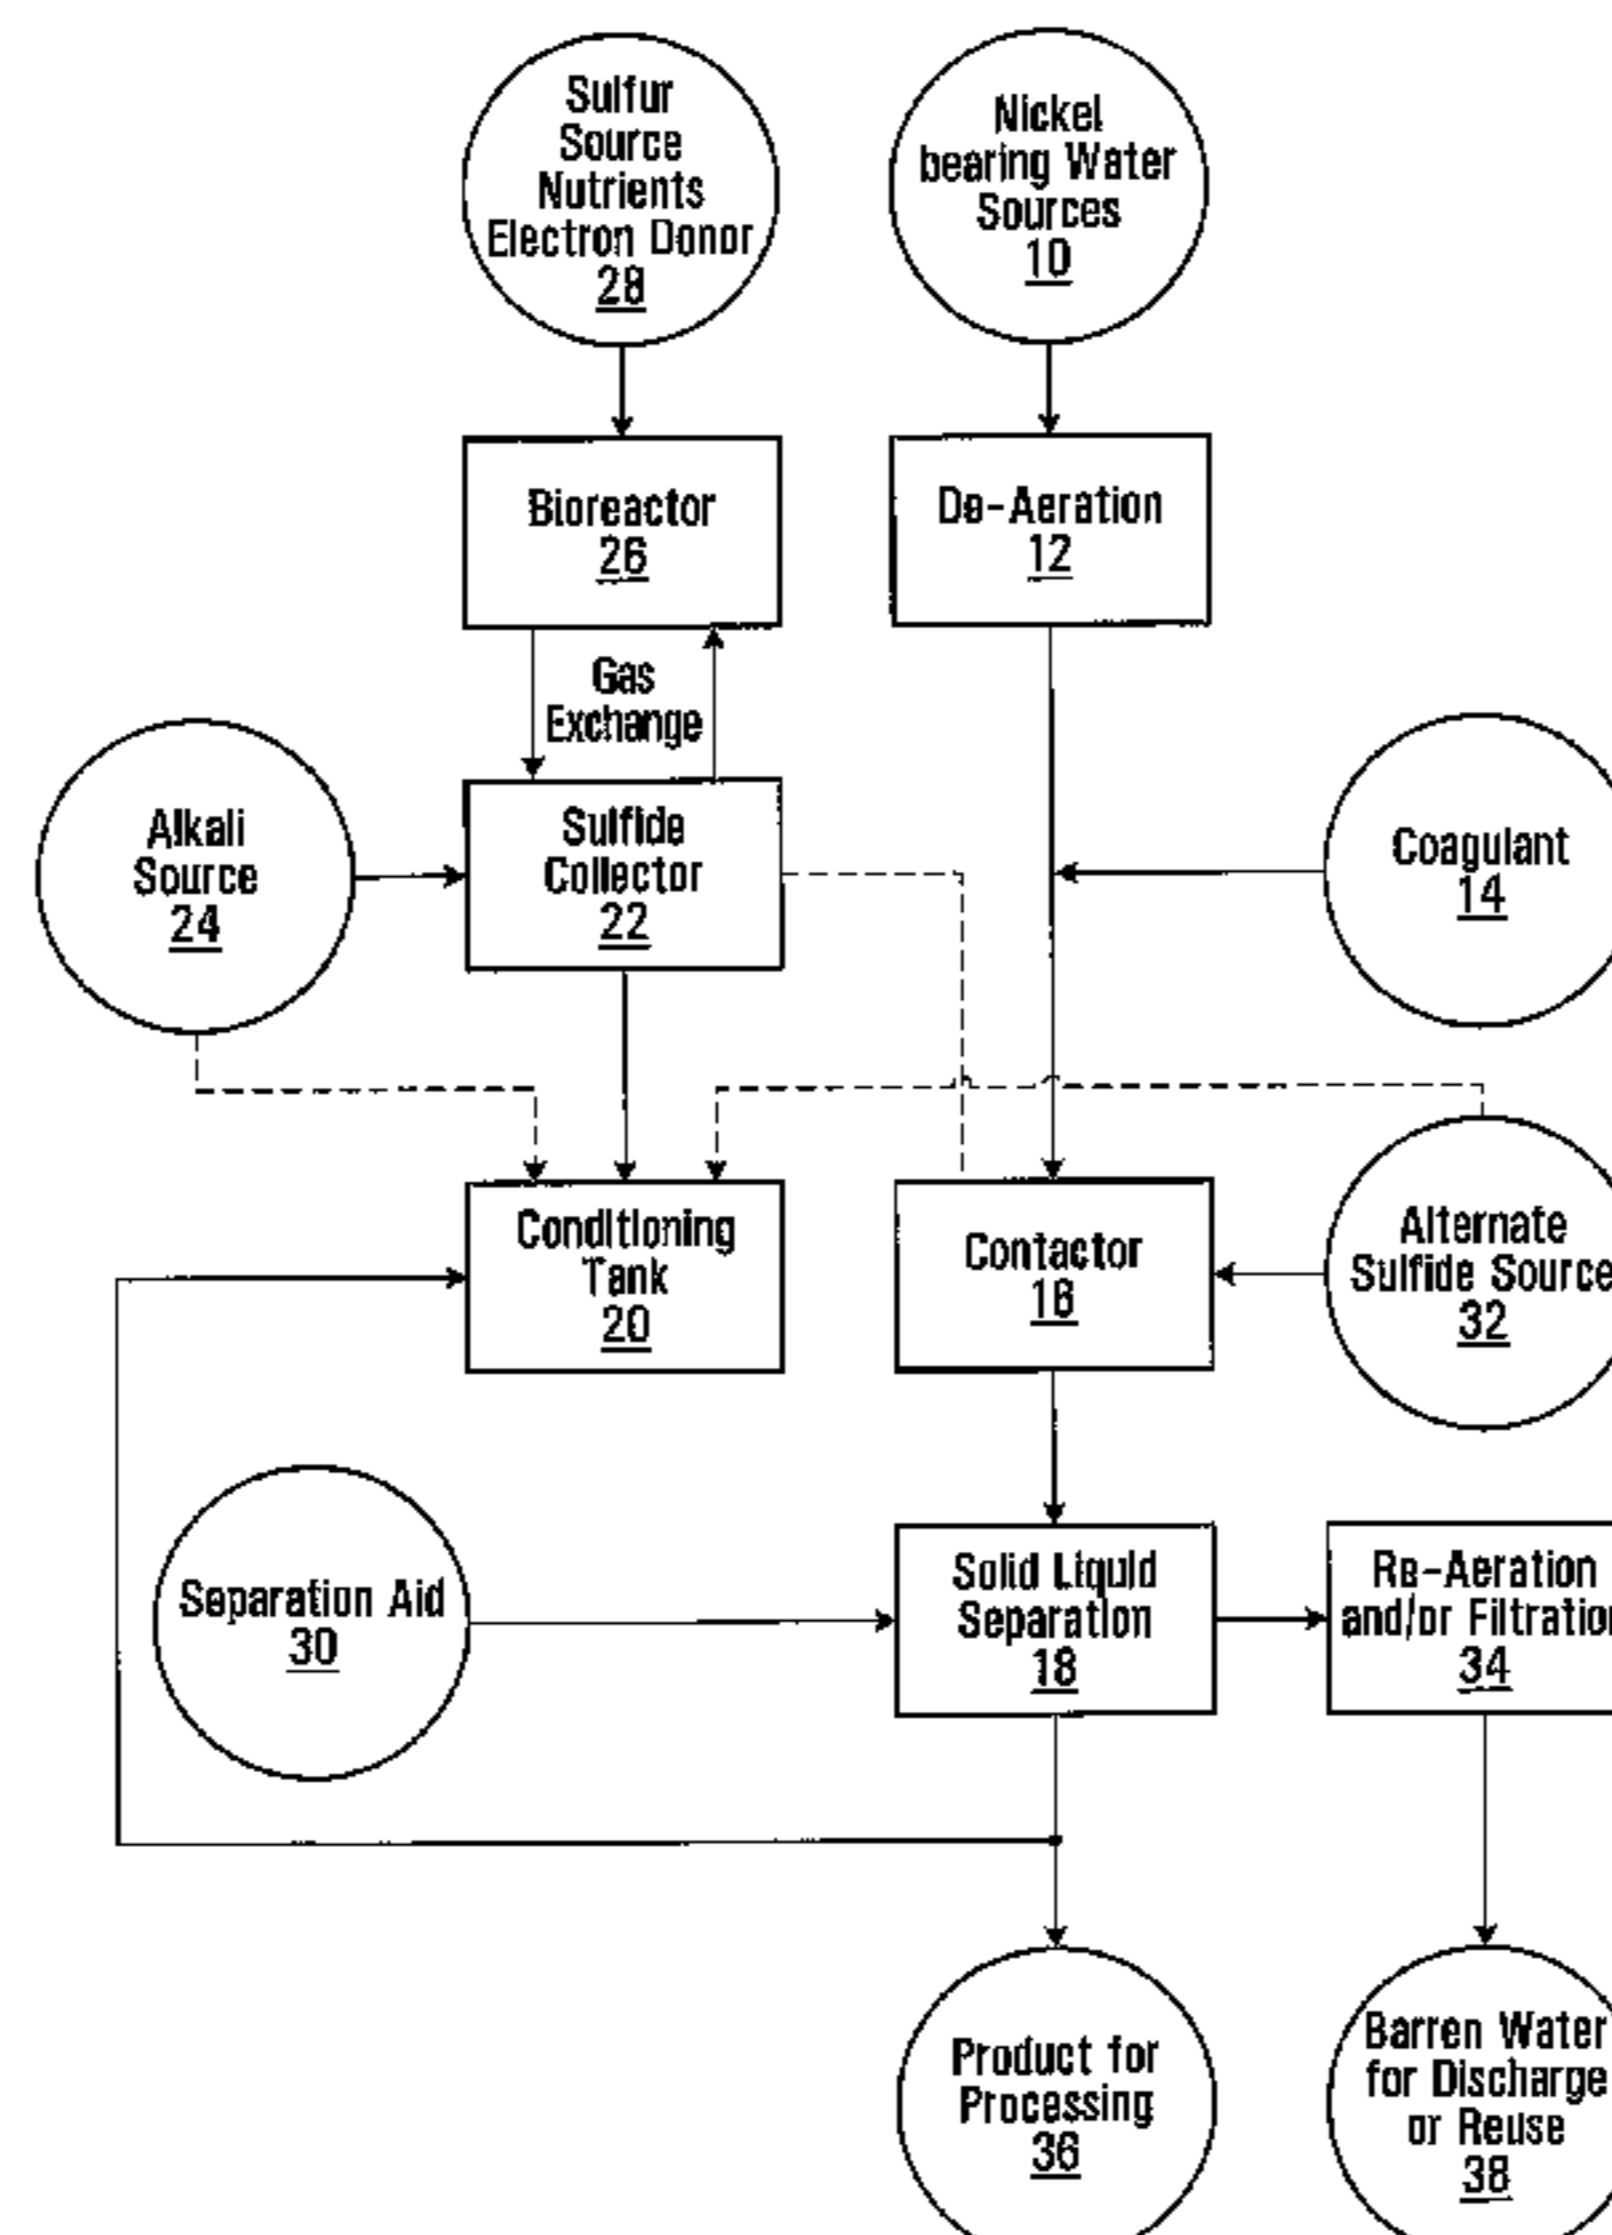 Sulfur
Source
Nutrients
Electron Donor
28
Nickel
bearing Water
Sources
10
Bioreactor
26
De-Aeration
12
Gas
Exchange
Alkali
Source
24
Sulfide
Collector
22
Coagulant
14
Conditioning
Tank
20
Contactor
16
Alternate
Sulfide Source
32
Separation Aid
30
Solid Liquid
Separation
18
Re-Aeration
and/or Filtration
34
Product for
Processing
36
Barren Water
for Discharge
or Reuse
38